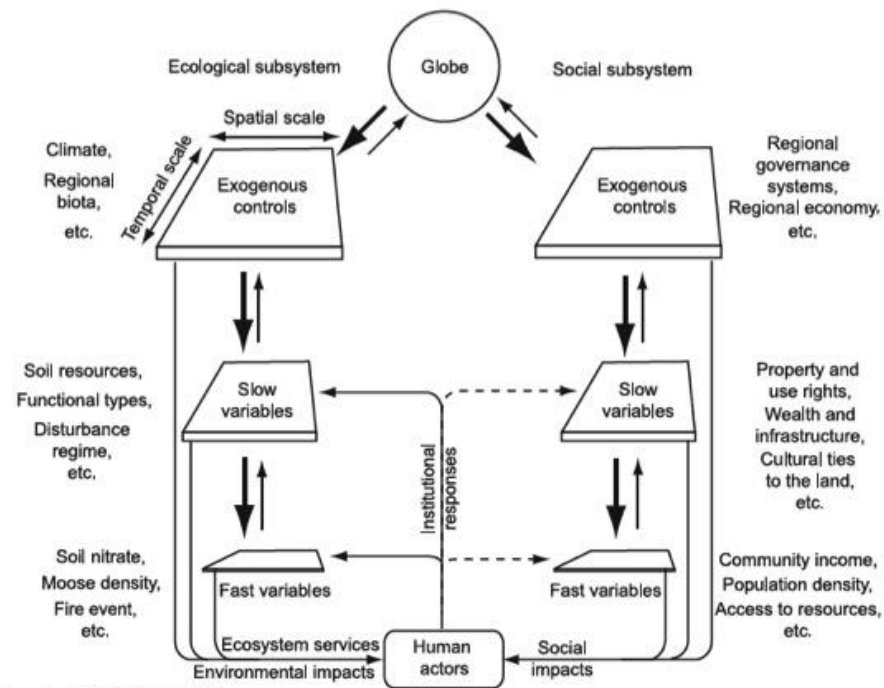 Ecological subsystem
Globe
Social subsystem
Spatial scale
Temporal scale
Climate,
Regional
biota,
etc.
Exogenous
controls
Exogenous
controls
Regional
governance
systems,
Regional economy,
etc.
Soil resources,
Functional types,
Disturbance
regime,
etc.
Slow
variables
Slow
variables
Property and
use rights,
Wealth and
infrastructure,
Cultural ties
to the land,
etc.
Institutional
responses
Soil nitrate,
Moose density,
Fire event,
etc.
Fast variables
Fast variables
Community income,
Population density,
Access to resources,
etc.
Ecosystem services
Environmental impacts
Human
actors
Social
impacts